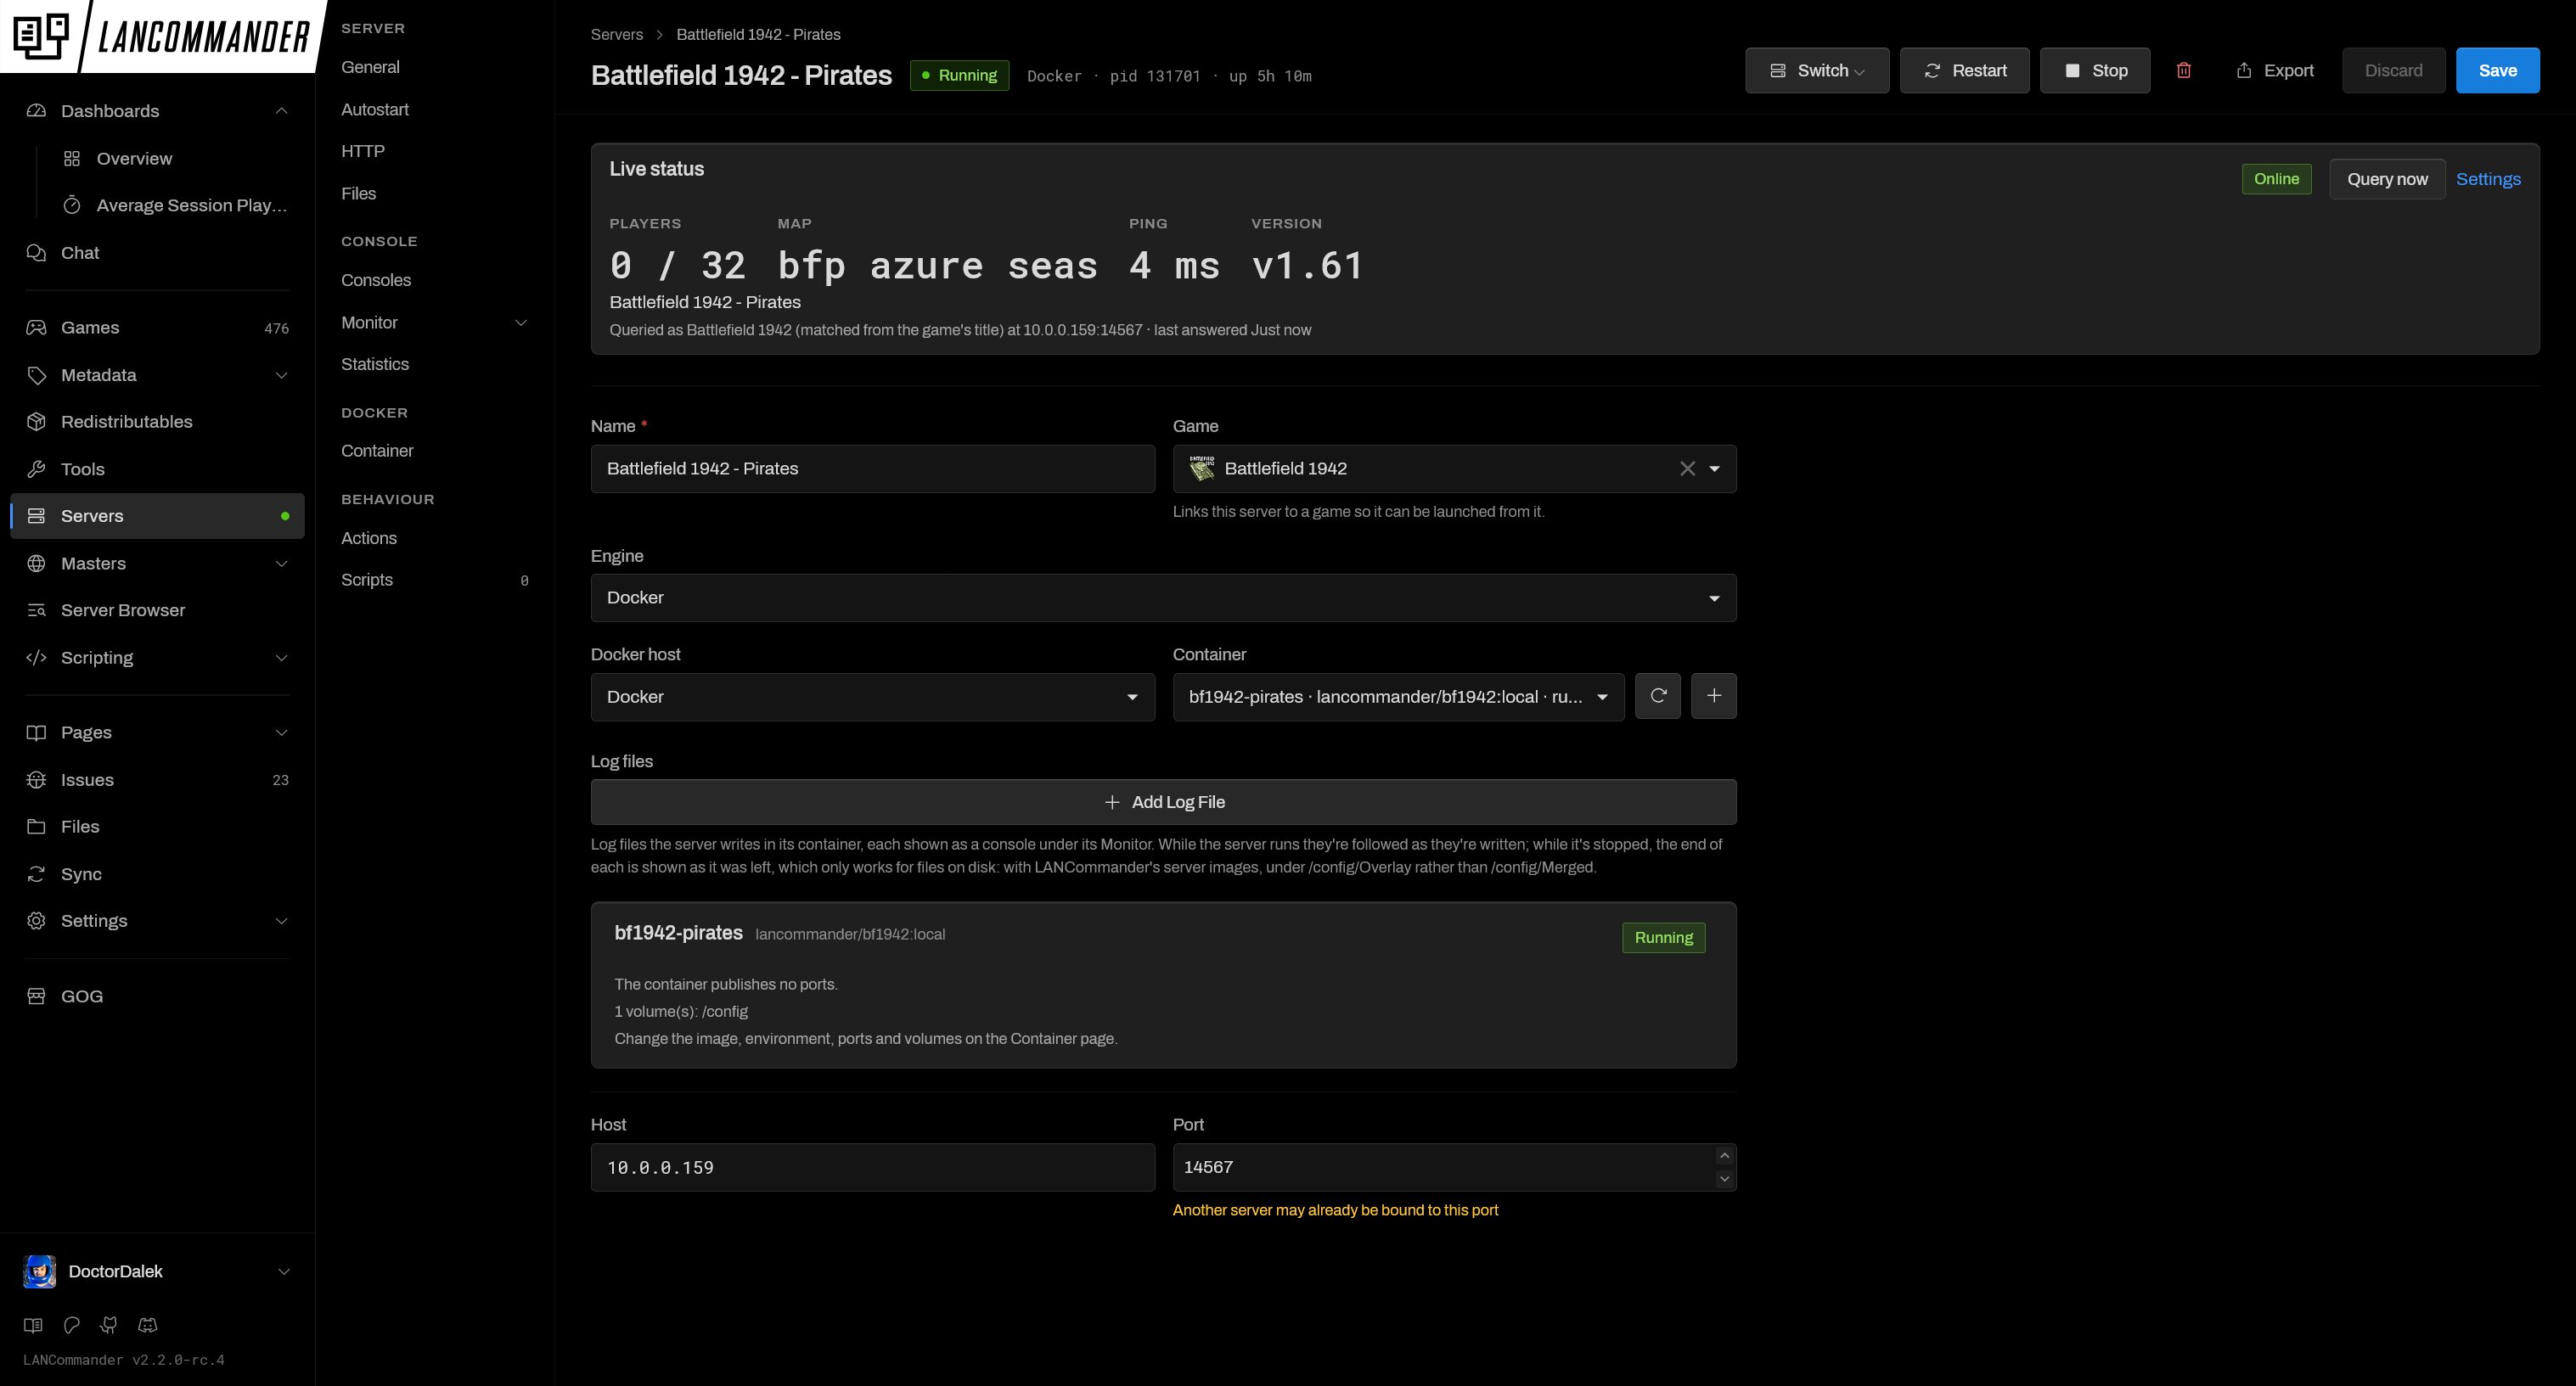 LANCOMMANDER
Dashboards
Overview
Average Session Play...
Chat
Games 476
Metadata
Redistributables
Tools
Servers
Masters
Server Browser
Scripting
Pages
Issues 23
Files
Sync
Settings
GOG
DoctorDalek
LANCommander v2.2.0-rc.4
SERVER
General
Autostart
HTTP
Files
CONSOLE
Consoles
Monitor
Statistics
DOCKER
Container
BEHAVIOUR
Actions
Scripts 0
Servers > Battlefield 1942 - Pirates
Battlefield 1942 - Pirates Running Docker · pid 131701 · up 5h 10m
Switch Restart Stop Export Discard Save
Live status Online Query now Settings
PLAYERS MAP PING VERSION
0 / 32 bfp azure seas 4 ms v1.61
Battlefield 1942 - Pirates
Queried as Battlefield 1942 (matched from the game's title) at 10.0.0.159:14567 · last answered Just now
Name * Game
Battlefield 1942 - Pirates Battlefield 1942
Links this server to a game so it can be launched from it.
Engine
Docker
Docker host Container
Docker bf1942-pirates · lancommander/bf1942:local · ru...
Log files
Add Log File
Log files the server writes in its container, each shown as a console under its Monitor. While the server runs they're followed as they're written; while it's stopped, the end of
each is shown as it was left, which only works for files on disk: with LANCommander's server images, under /config/Overlay rather than /config/Merged.
bf1942-pirates lancommander/bf1942:local Running
The container publishes no ports.
1 volume(s): /config
Change the image, environment, ports and volumes on the Container page.
Host Port
10.0.0.159 14567
Another server may already be bound to this port